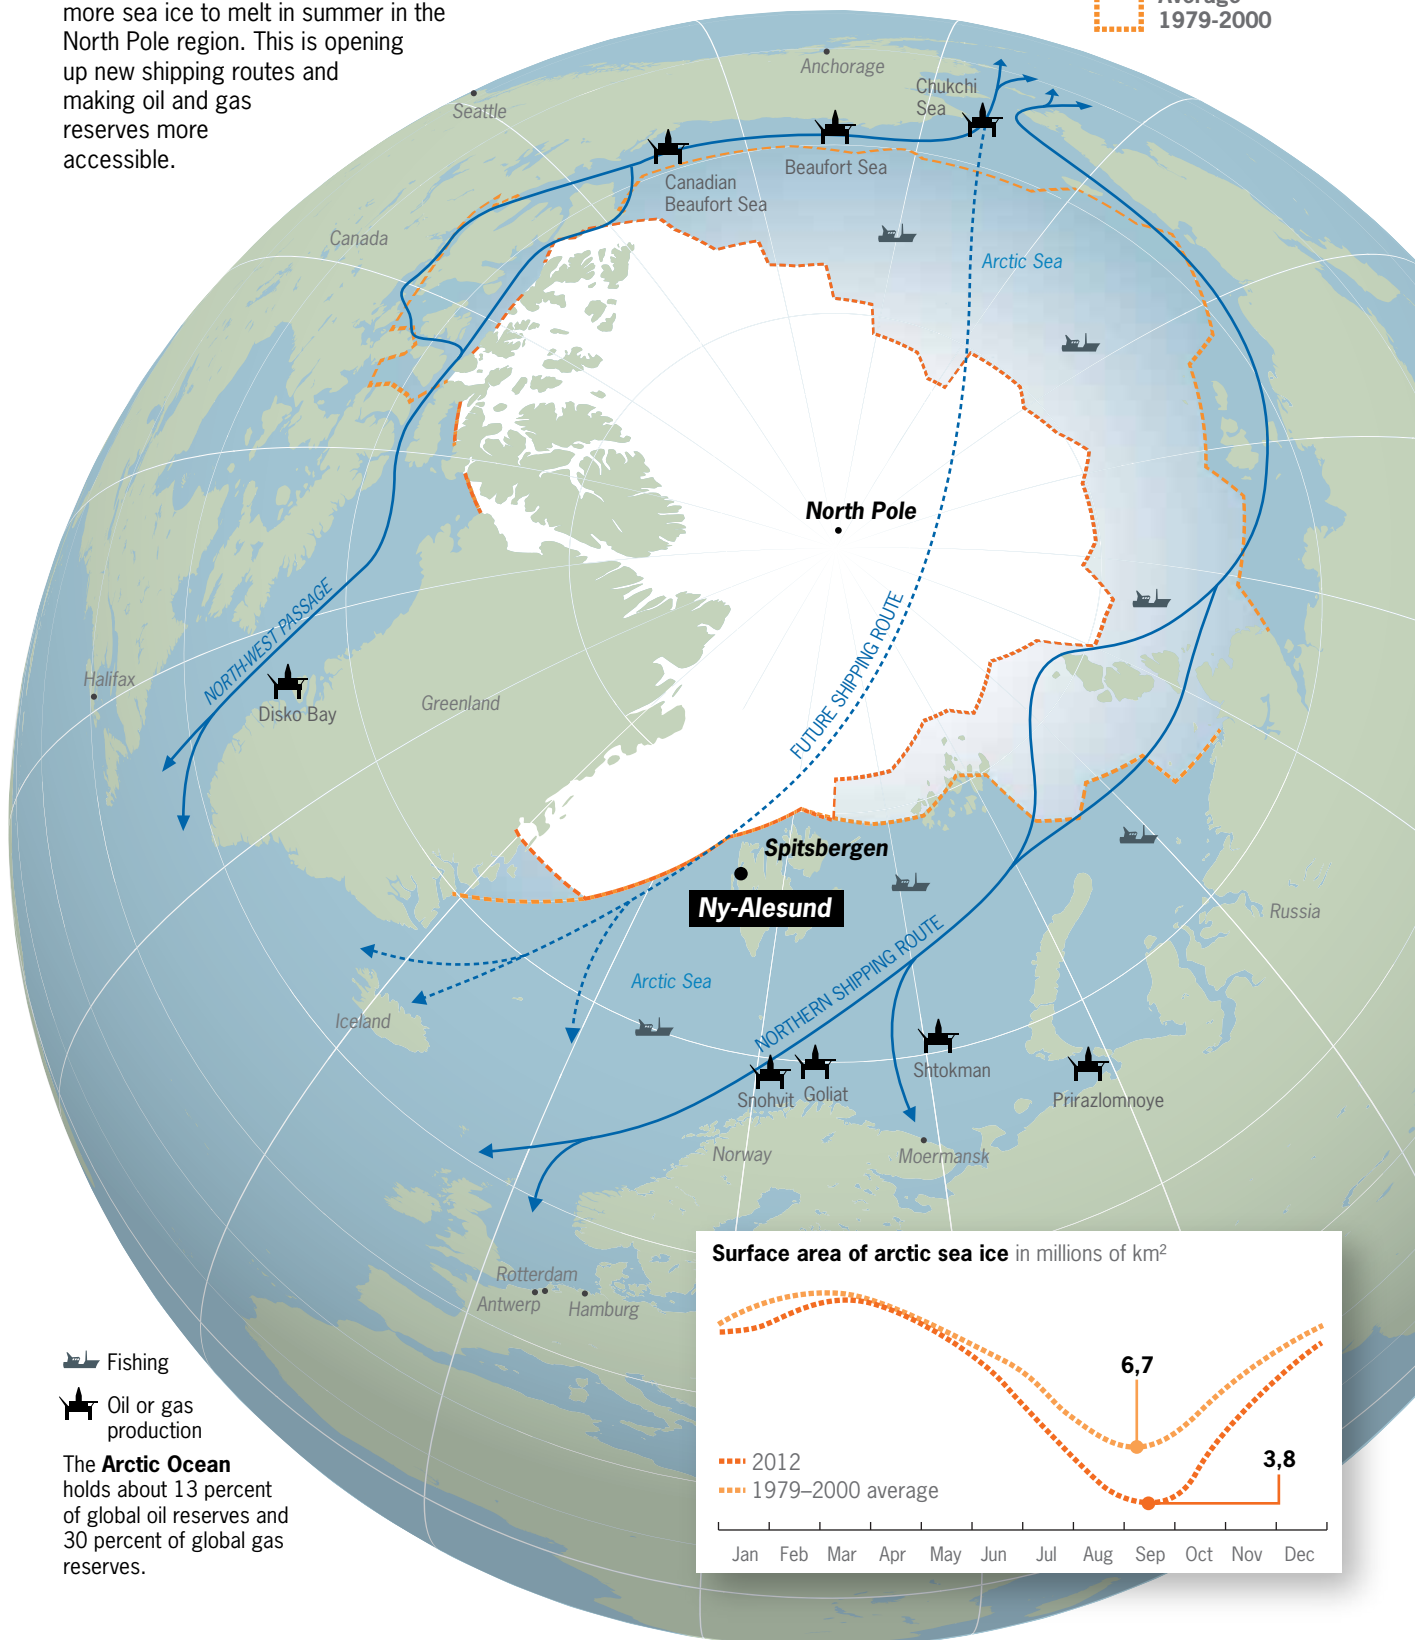 more sea ice to melt in summer in the
North Pole region. This is opening
up new shipping routes and
making oil and gas
reserves more
accessible.
Average
1979-2000
Anchorage
Chukchi
Sea
Seattle
Beaufort Sea
Canadian
Beaufort Sea
Canada
Arctic Sea
North Pole
NORTH-WEST PASSAGE
FUTURE SHIPPING ROUTE
Halifax
Disko Bay
Greenland
Spitsbergen
Ny-Alesund
Russia
Arctic Sea
NORTHERN SHIPPING ROUTE
Iceland
Shtokman
Snohvit
Goliat
Prirazlomnoye
Norway
Moermansk
Rotterdam
Antwerp
Hamburg
Surface area of arctic sea ice in millions of km²
6,7
3,8
2012
1979–2000 average
Jan Feb Mar Apr May Jun Jul Aug Sep Oct Nov Dec
Fishing
Oil or gas
production
The Arctic Ocean
holds about 13 percent
of global oil reserves and
30 percent of global gas
reserves.